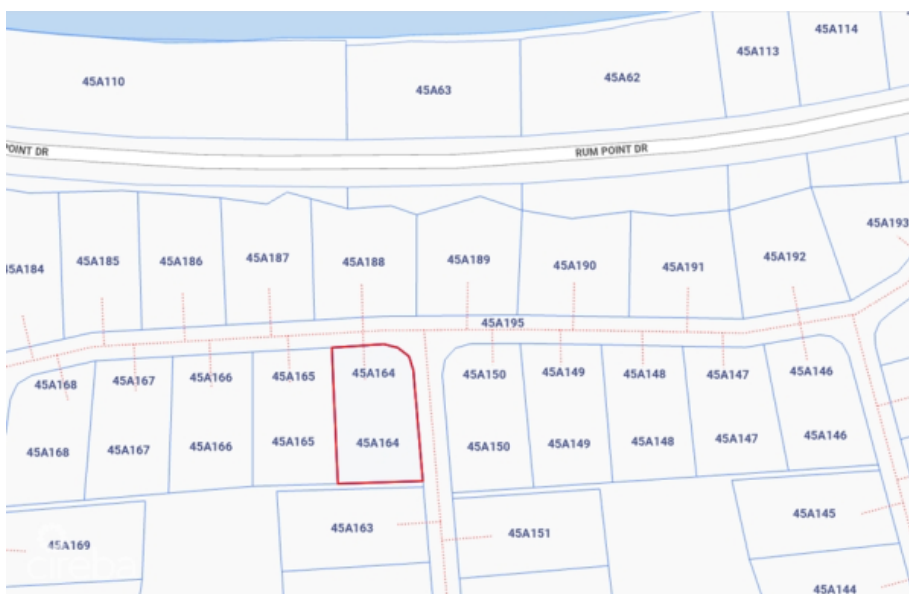 45A114
45A113
45A110
45A63
45A62
POINT DR
RUM POINT DR
45A193
45A184
45A185
45A186
45A187
45A188
45A189
45A190
45A191
45A192
45A195
45A168
45A167
45A166
45A165
45A164
45A150
45A149
45A148
45A147
45A146
45A168
45A167
45A166
45A165
45A164
45A150
45A149
45A148
45A147
45A146
45A169
45A163
45A151
45A145
45A144
cireba